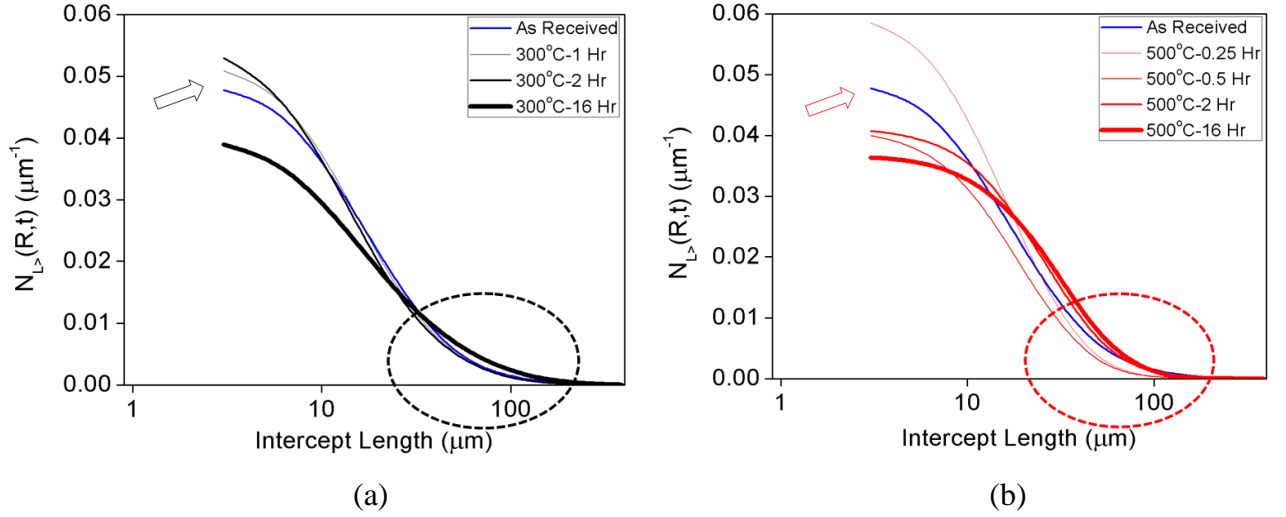 0.06
0.05
0.04
0.03
0.02
0.01
0.00
N_L>(R,t) (μm⁻¹)
1
10
100
Intercept Length (μm)
As Received
300°C-1 Hr
300°C-2 Hr
300°C-16 Hr
(a)
0.06
0.05
0.04
0.03
0.02
0.01
0.00
N_L>(R,t) (μm⁻¹)
1
10
100
Intercept Length (μm)
As Received
500°C-0.25 Hr
500°C-0.5 Hr
500°C-2 Hr
500°C-16 Hr
(b)